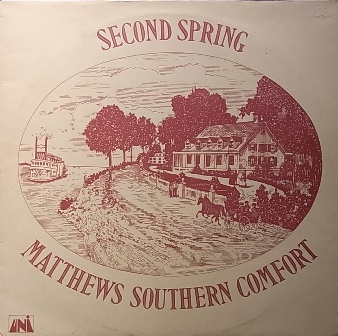 SECOND SPRING
MATTHEWS SOUTHERN COMFORT
UNI